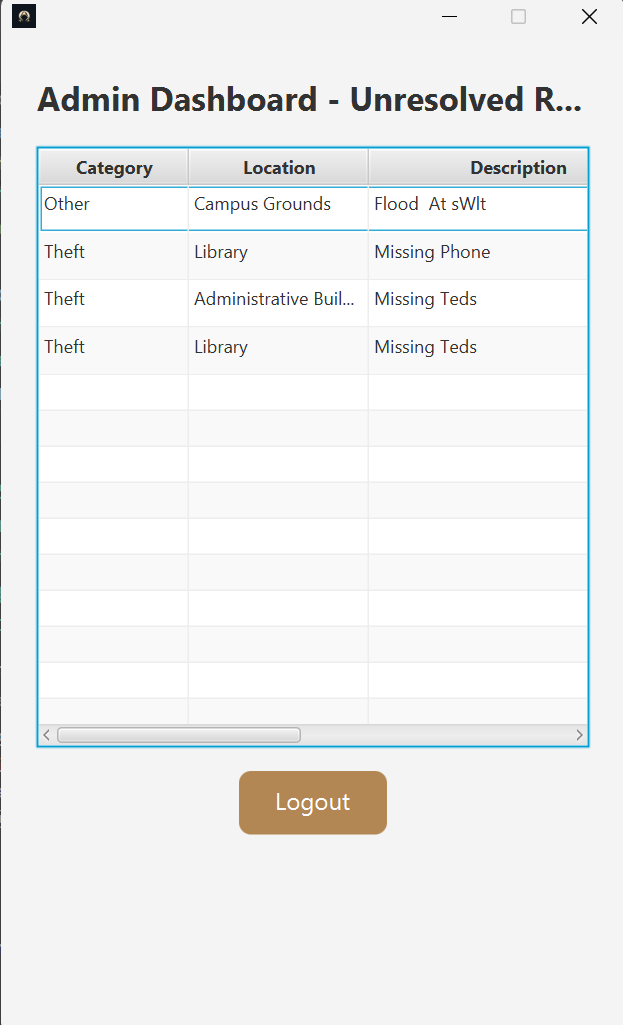 Admin Dashboard - Unresolved R...
Category Location Description
Other Campus Grounds Flood  At sWlt
Theft Library Missing Phone
Theft Administrative Buil... Missing Teds
Theft Library Missing Teds
Logout